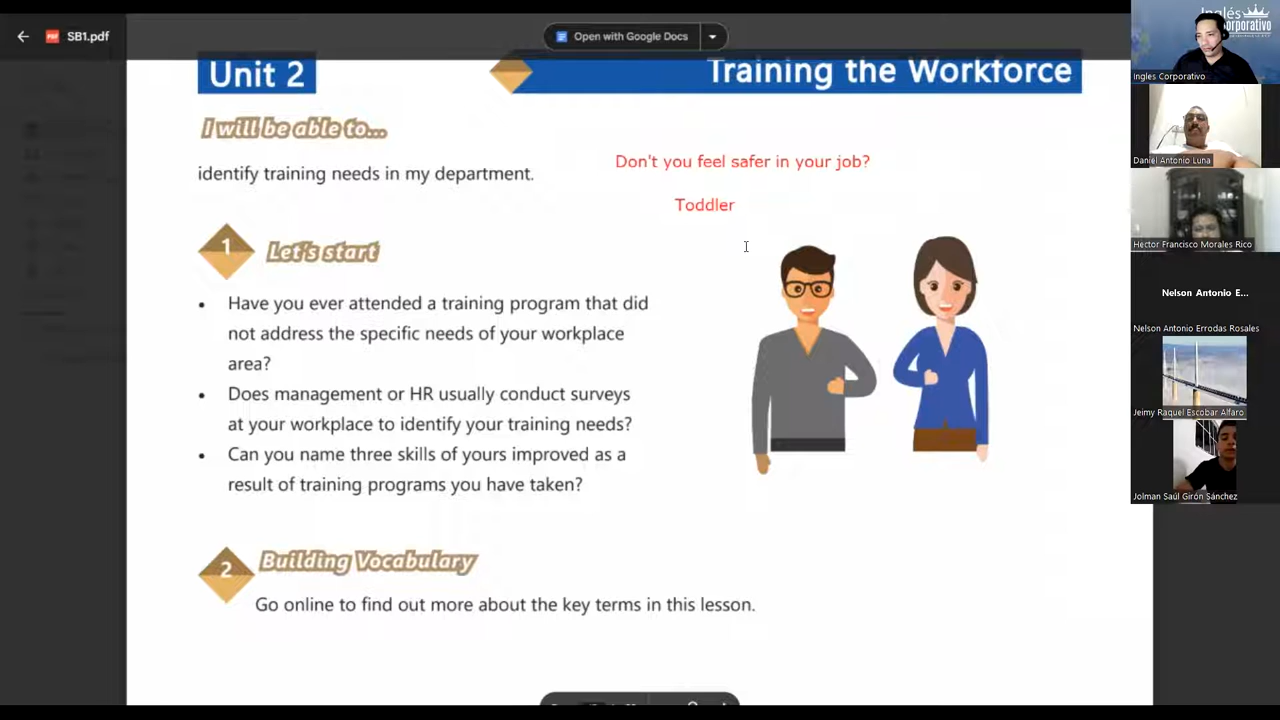 SB1.pdf
Open with Google Docs
Unit 2
Training the Workforce
I will be able to...
identify training needs in my department.
Don't you feel safer in your job?
Toddler
1
Let's start
• Have you ever attended a training program that did
not address the specific needs of your workplace
area?
• Does management or HR usually conduct surveys
at your workplace to identify your training needs?
• Can you name three skills of yours improved as a
result of training programs you have taken?
2
Building Vocabulary
Go online to find out more about the key terms in this lesson.
Inglés
Corporativo
Ingles Corporativo
Daniel Antonio Luna
Hector Francisco Morales Rico
Nelson Antonio E...
Nelson Antonio Errodas Rosales
Jeimy Raquel Escobar Alfaro
Jolman Saúl Girón Sánchez